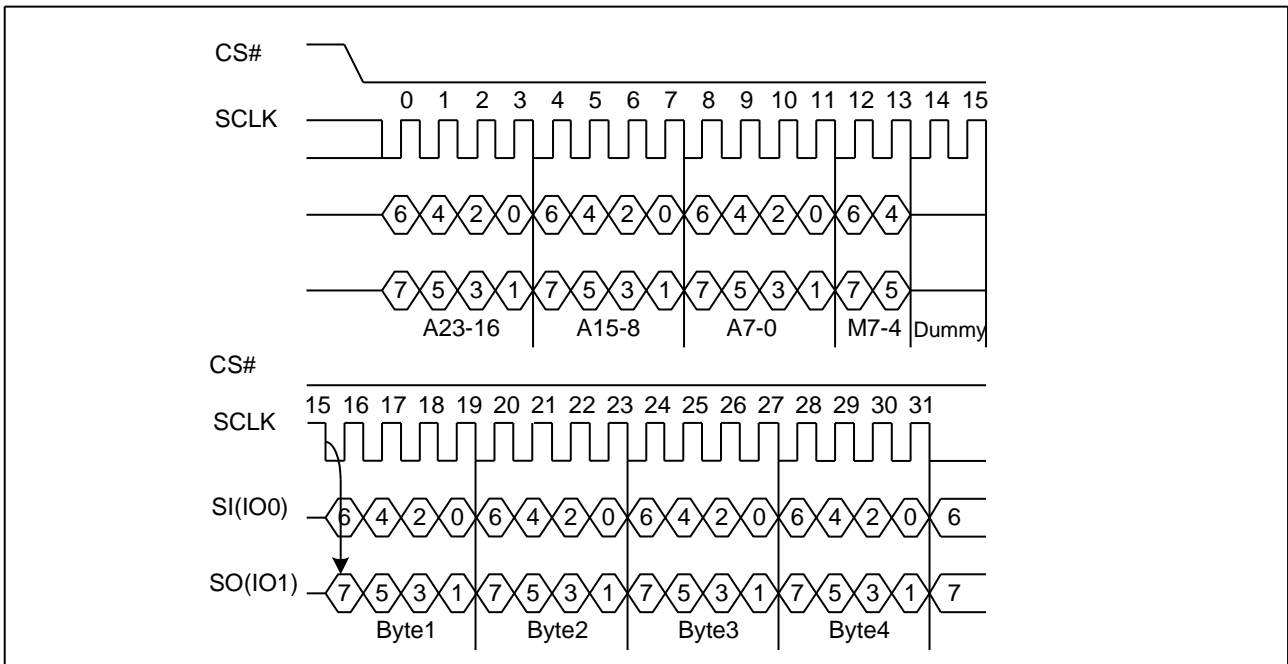 CS#
0 1 2 3 4 5 6 7 8 9 10 11 12 13 14 15
SCLK
6 4 2 0 6 4 2 0 6 4 2 0 6 4
7 5 3 1 7 5 3 1 7 5 3 1 7 5
A23-16 A15-8 A7-0 M7-4 Dummy
CS#
15 16 17 18 19 20 21 22 23 24 25 26 27 28 29 30 31
SCLK
SI(IO0) 6 4 2 0 6 4 2 0 6 4 2 0 6 4 2 0 6
SO(IO1) 7 5 3 1 7 5 3 1 7 5 3 1 7 5 3 1 7
Byte1 Byte2 Byte3 Byte4